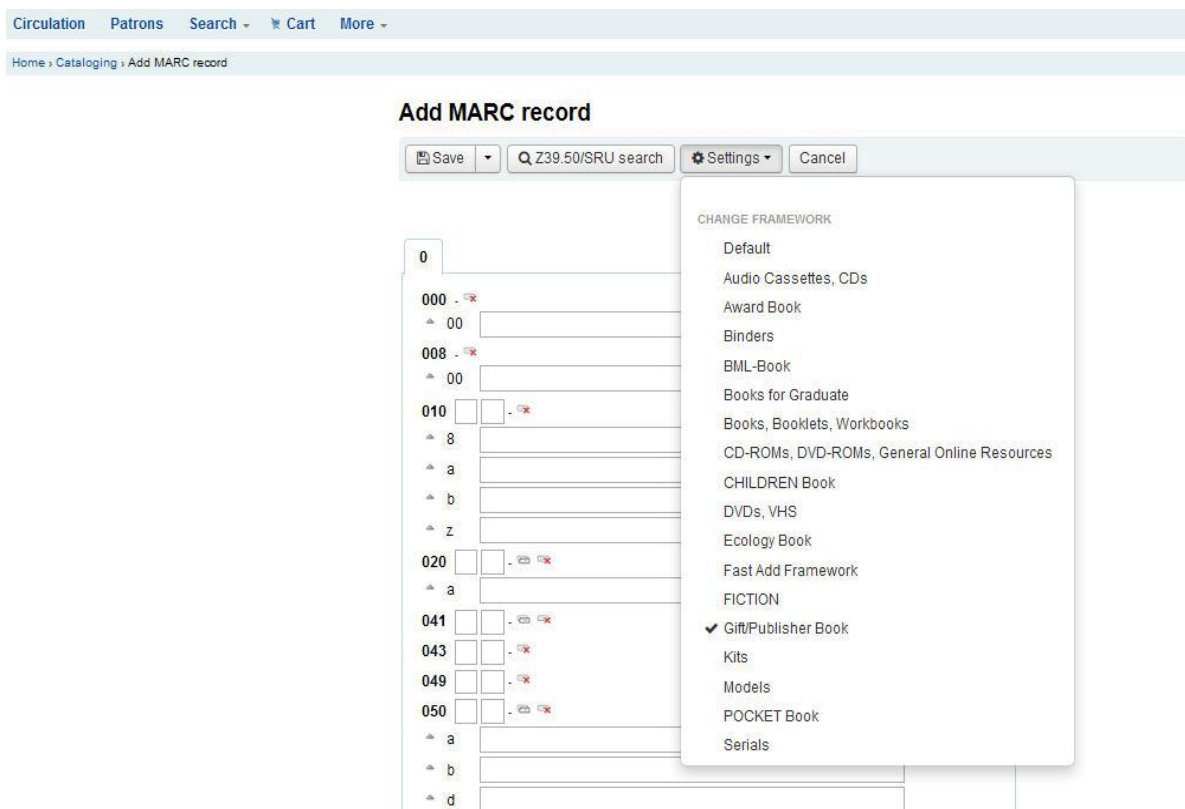 Circulation Patrons Search Cart More
Home › Cataloging › Add MARC record
Add MARC record
Save Z39.50/SRU search Settings Cancel
CHANGE FRAMEWORK
Default
Audio Cassettes, CDs
Award Book
Binders
BML-Book
Books for Graduate
Books, Booklets, Workbooks
CD-ROMs, DVD-ROMs, General Online Resources
CHILDREN Book
DVDs, VHS
Ecology Book
Fast Add Framework
FICTION
Gift/Publisher Book
Kits
Models
POCKET Book
Serials
0
000 -
00
008 -
00
010 -
8
a
b
z
020 -
a
041 -
043 -
049 -
050 -
a
b
d